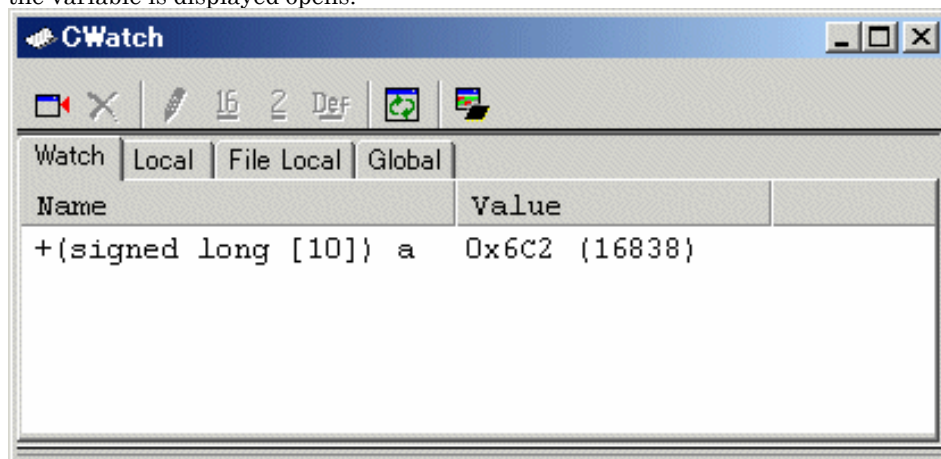 the variable is displayed opens.
CWatch
16 2 Def
Watch Local File Local Global
Name Value
+(signed long [10]) a 0x6C2 (16838)